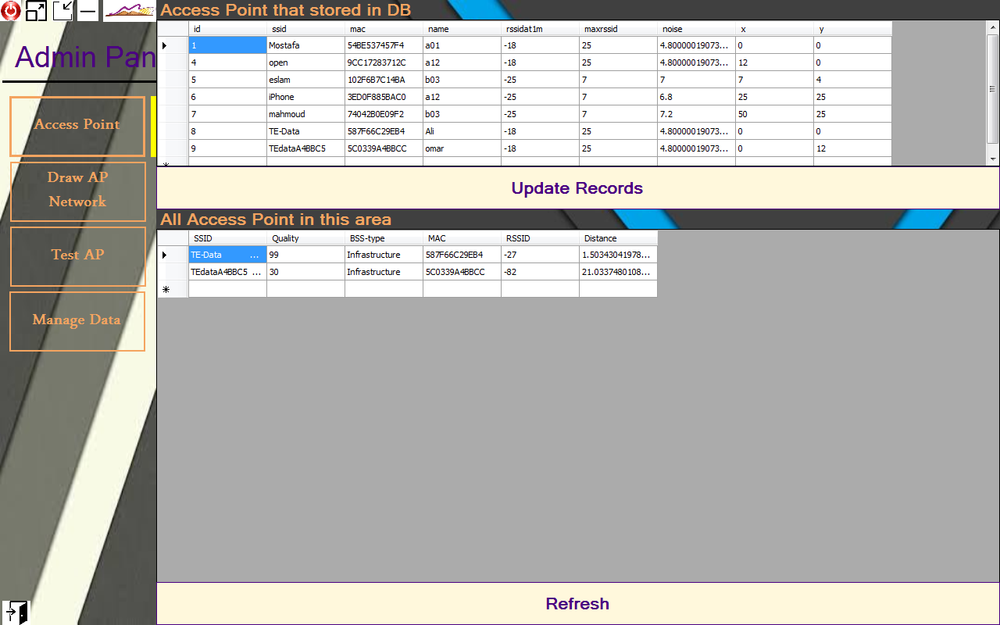 Access Point that stored in DB
Admin Pan
Access Point
Draw AP
Network
Test AP
Manage Data
id ssid mac name rssidat1m maxrssid noise x y
1 Mostafa 54BE537457F4 a01 -18 25 4.80000019073... 0 0
4 open 9CC17283712C a12 -18 25 4.80000019073... 12 0
5 eslam 102F6B7C14BA b03 -25 7 7 7 4
6 iPhone 3ED0F885BAC0 a12 -25 7 6.8 25 25
7 mahmoud 74042B0E09F2 b03 -25 7 7.2 50 25
8 TE-Data 587F66C29EB4 Ali -18 25 4.80000019073... 0 0
9 TEdataA4BBC5 5C0339A4BBCC omar -18 25 4.80000019073... 0 12
Update Records
All Access Point in this area
SSID Quality BSS-type MAC RSSID Distance
TE-Data ... 99 Infrastructure 587F66C29EB4 -27 1.50343041978...
TEdataA4BBC5 ... 30 Infrastructure 5C0339A4BBCC -82 21.0337480108...
Refresh